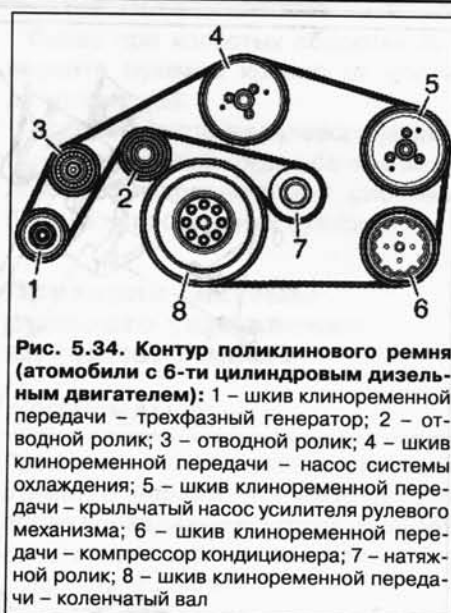 4
5
3
2
7
1
8
6
Рис. 5.34. Контур поликлинового ремня
(атомобили с 6-ти цилиндровым дизель-
ным двигателем): 1 – шкив клиноременной
передачи – трехфазный генератор; 2 – от-
водной ролик; 3 – отводной ролик; 4 – шкив
клиноременной передачи – насос системы
охлаждения; 5 – шкив клиноременной пере-
дачи – крыльчатый насос усилителя рулевого
механизма; 6 – шкив клиноременной пере-
дачи – компрессор кондиционера; 7 – натяж-
ной ролик; 8 – шкив клиноременной переда-
чи – коленчатый вал